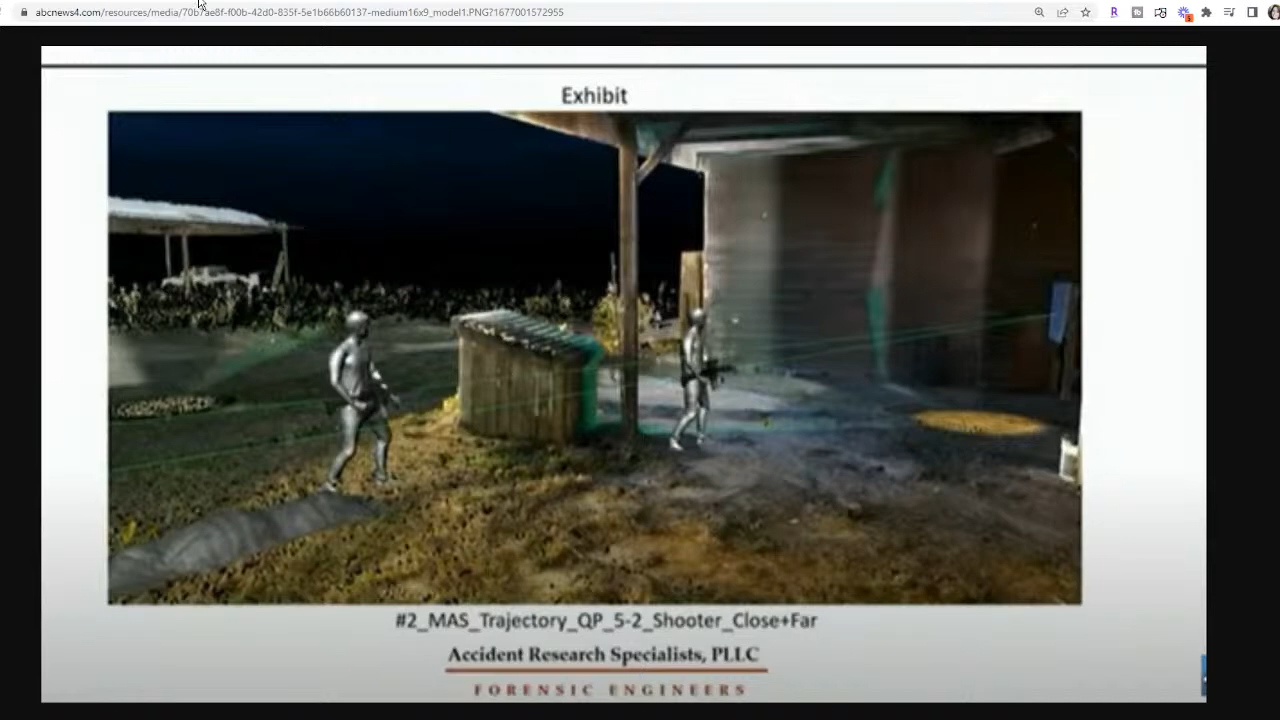 abcnews4.com/resources/media/70b7ae8f-f00b-42d0-835f-5e1b66b60137-medium16x9_model1.PNG?1677001572955
Exhibit
#2_MAS_Trajectory_QP_5-2_Shooter_Close+Far
Accident Research Specialists, PLLC
FORENSIC ENGINEERS